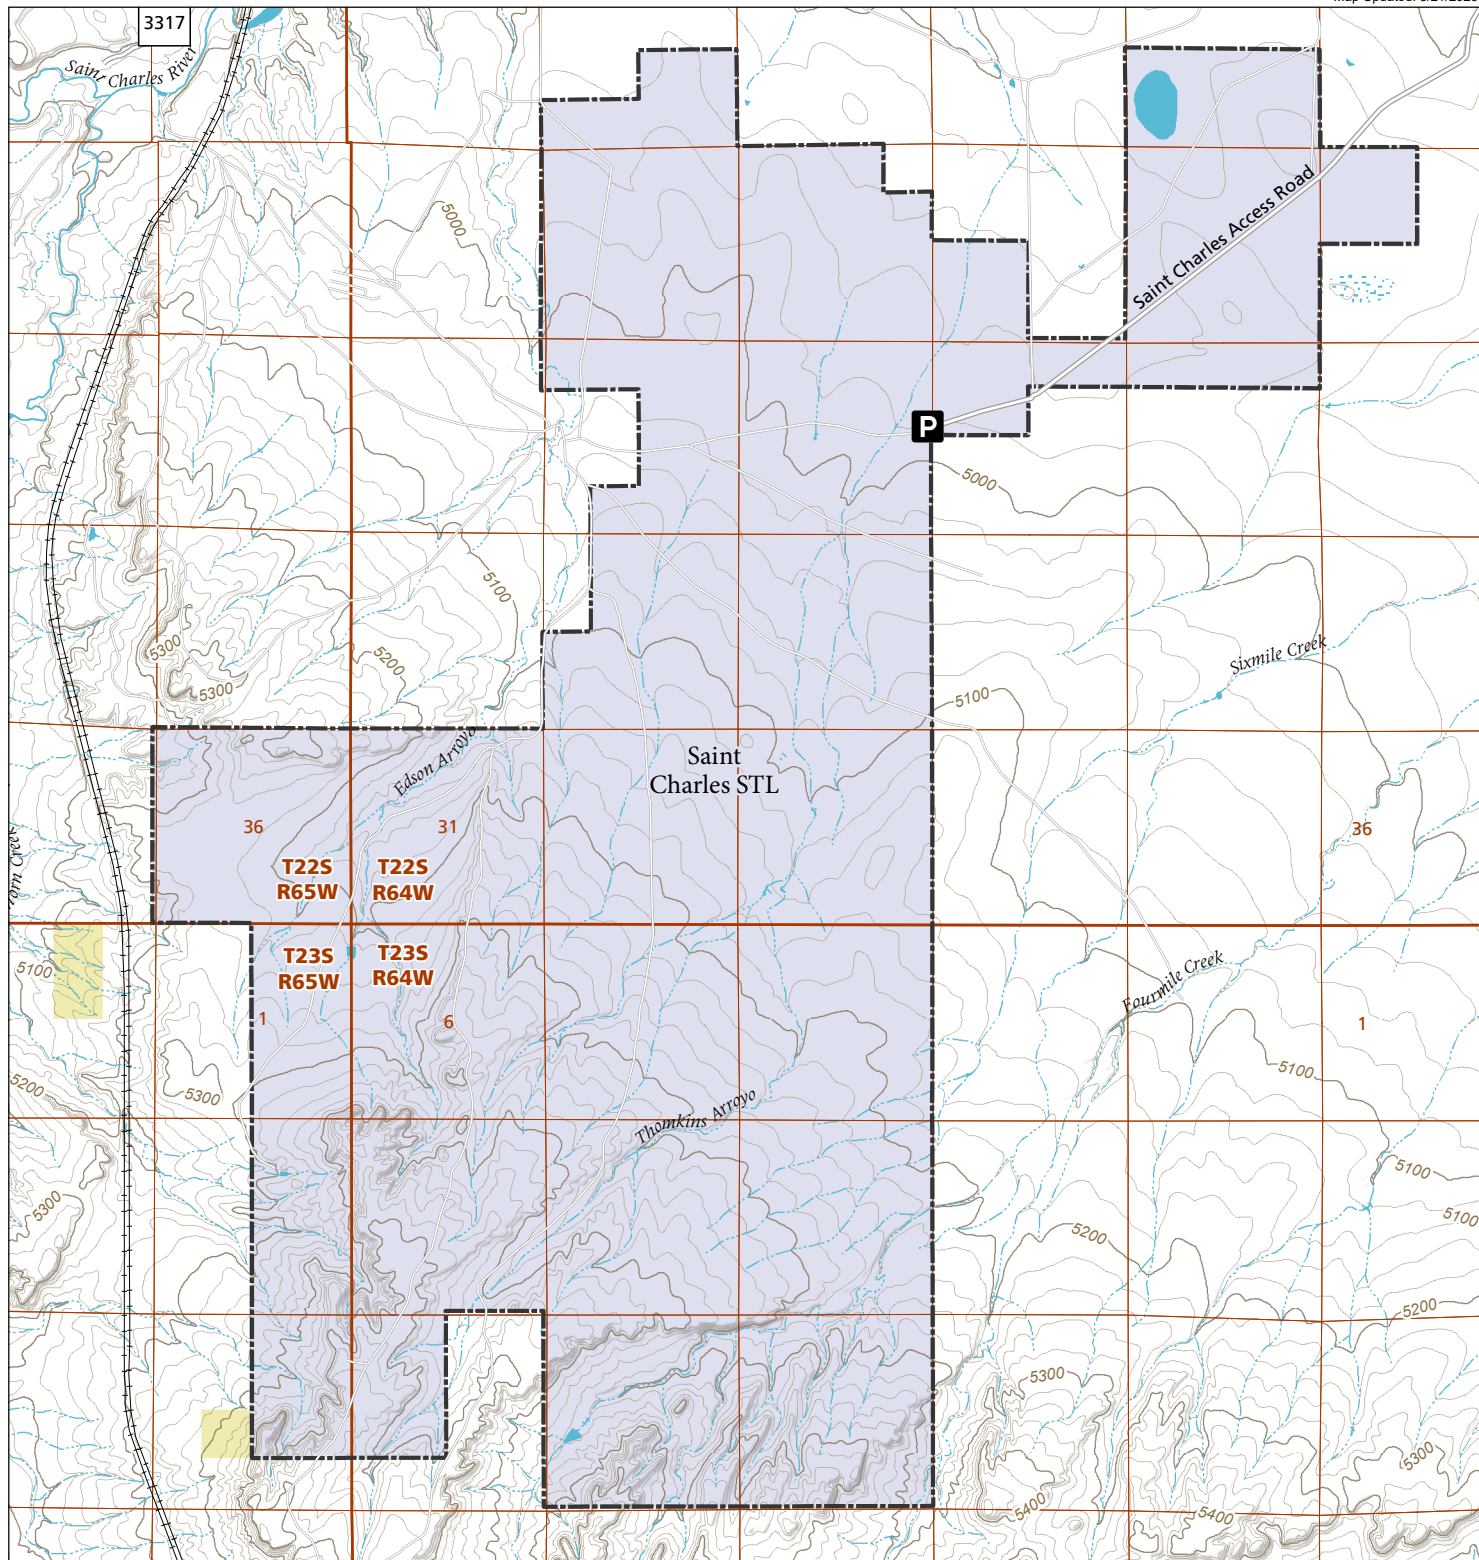 3317
Saint Charles River
5000
Saint Charles Access Road
P
5000
5100
5300
5200
5300
Sixmile Creek
5100
Edson Arroyo
Saint
Charles STL
36
31
36
T22S
R65W
T22S
R64W
T23S
R65W
T23S
R64W
5100
Fourmile Creek
1
6
1
5200
5300
5100
Thomkins Arroyo
5100
5300
5200
5100
5200
5300
5300
5400
5400